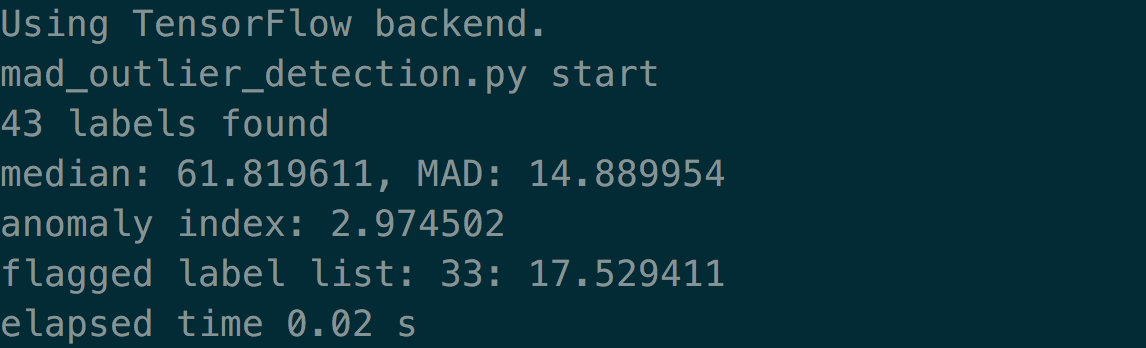 Using TensorFlow backend.
mad_outlier_detection.py start
43 labels found
median: 61.819611, MAD: 14.889954
anomaly index: 2.974502
flagged label list: 33: 17.529411
elapsed time 0.02 s